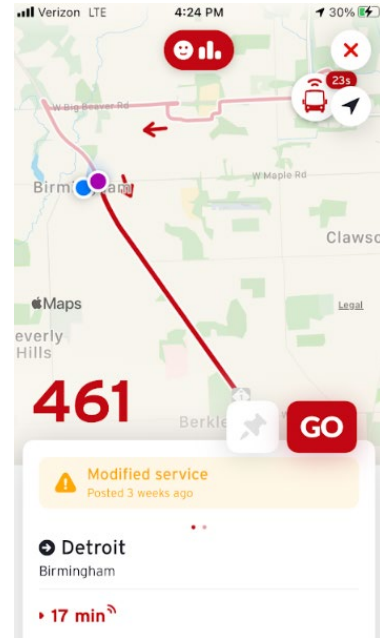 Verizon LTE 4:24 PM 30%
23s
W Big Beaver Rd
W Maple Rd
Birmingham
Clawso
Maps
Legal
everly
Hills
461
Berkle
GO
Modified service
Posted 3 weeks ago
Detroit
Birmingham
17 min